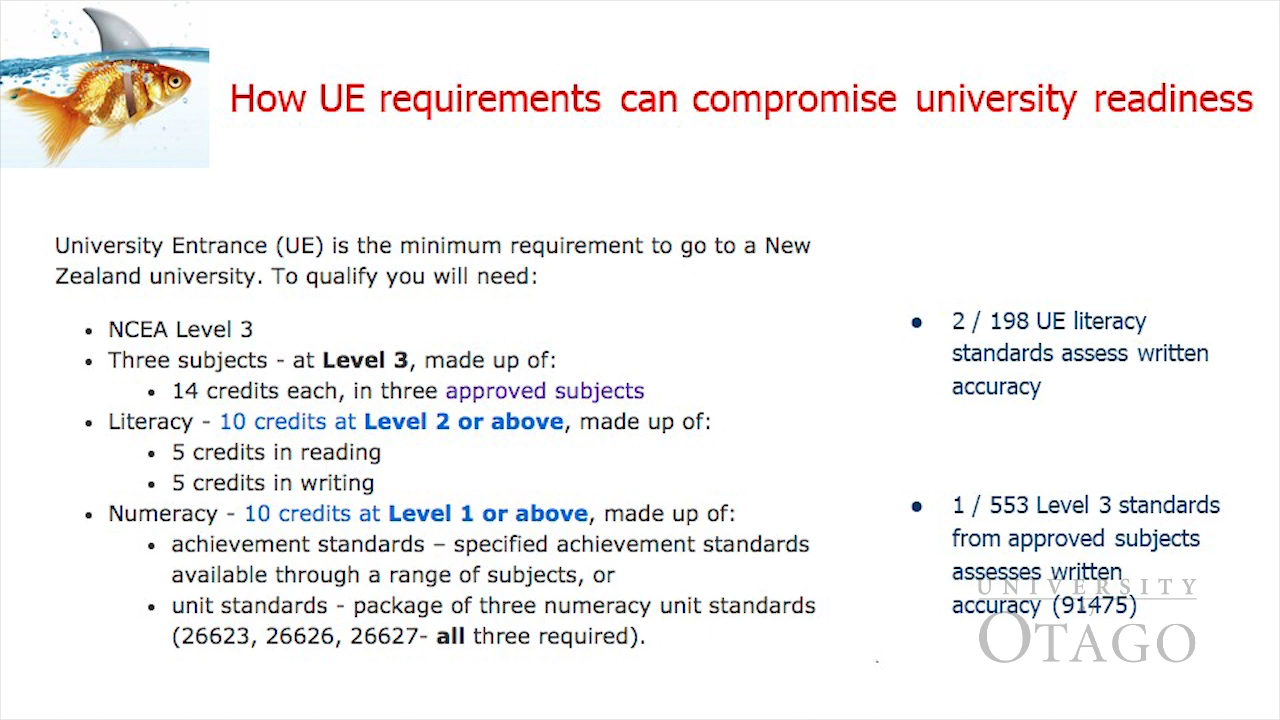 How UE requirements can compromise university readiness
University Entrance (UE) is the minimum requirement to go to a New
Zealand university. To qualify you will need:
• NCEA Level 3
• Three subjects - at Level 3, made up of:
• 14 credits each, in three approved subjects
• Literacy - 10 credits at Level 2 or above, made up of:
• 5 credits in reading
• 5 credits in writing
• Numeracy - 10 credits at Level 1 or above, made up of:
• achievement standards – specified achievement standards
available through a range of subjects, or
• unit standards - package of three numeracy unit standards
(26623, 26626, 26627- all three required).
• 2 / 198 UE literacy
standards assess written
accuracy
• 1 / 553 Level 3 standards
from approved subjects
assesses written
accuracy (91475)
UNIVERSITY
OTAGO